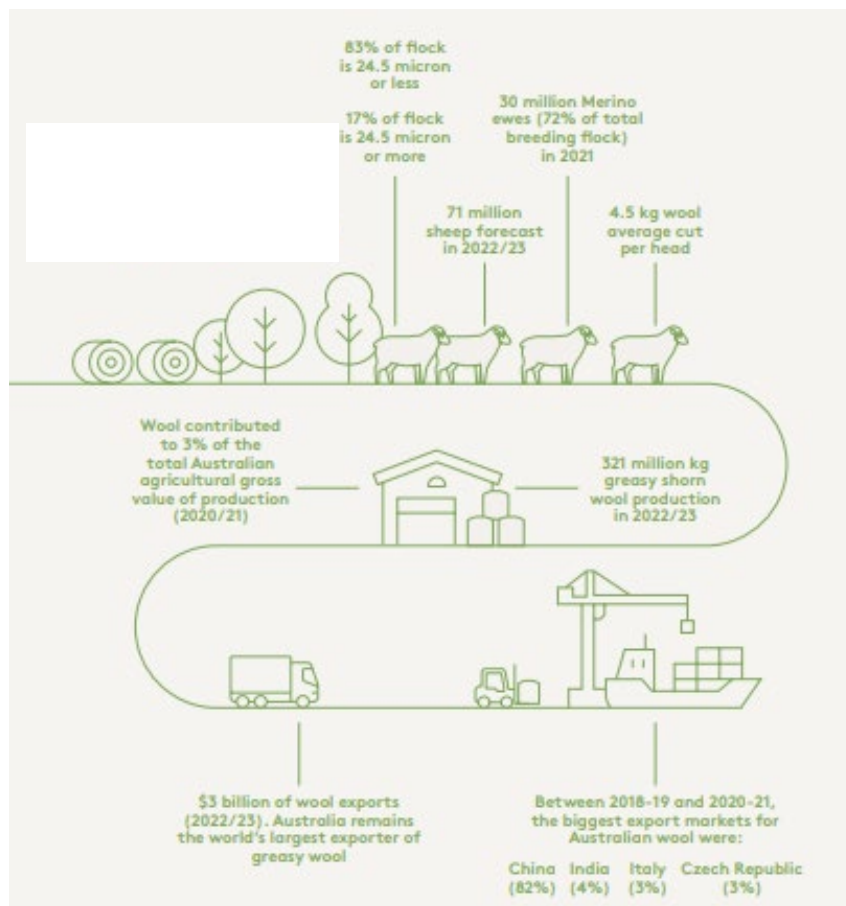 83% of flock
is 24.5 micron
or less
17% of flock
is 24.5 micron
or more
30 million Merino
ewes (72% of total
breeding flock)
in 2021
71 million
sheep forecast
in 2022/23
4.5 kg wool
average cut
per head
Wool contributed
to 3% of the
total Australian
agricultural gross
value of production
(2020/21)
321 million kg
greasy shorn
wool production
in 2022/23
$3 billion of wool exports
(2022/23). Australia remains
the world's largest exporter of
greasy wool
Between 2018-19 and 2020-21,
the biggest export markets for
Australian wool were:
China India Italy Czech Republic
(82%) (4%) (3%) (3%)